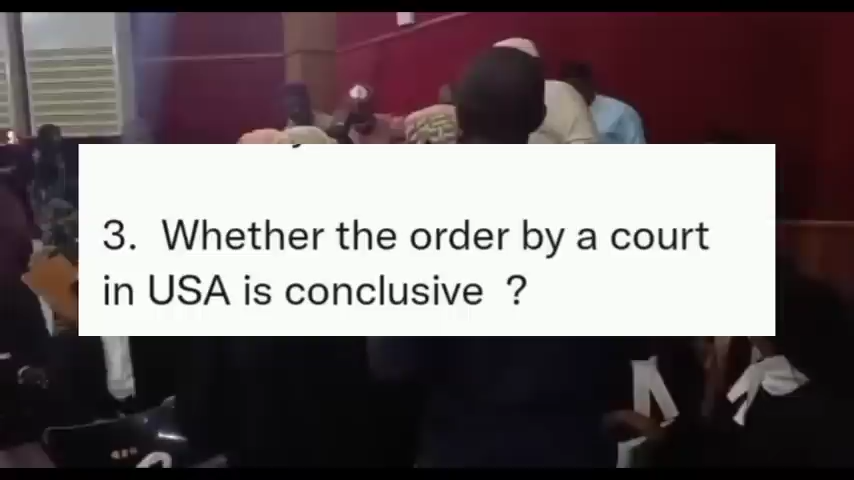 3. Whether the order by a court
in USA is conclusive ?